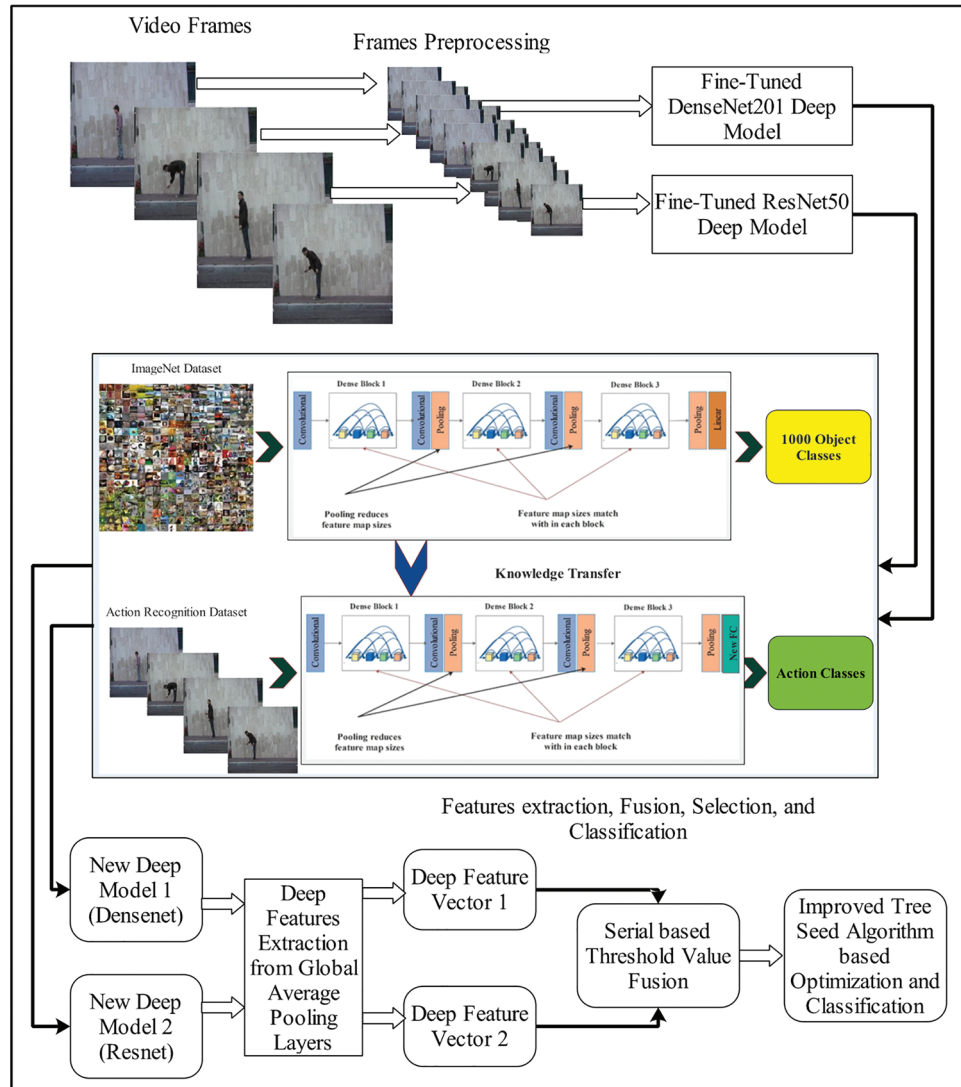 Video Frames
Frames Preprocessing
Fine-Tuned
DenseNet201 Deep
Model
Fine-Tuned ResNet50
Deep Model
ImageNet Dataset
Dense Block 1
Dense Block 2
Dense Block 3
Convolutional
Convolutional
Pooling
Convolutional
Pooling
Pooling
Linear
1000 Object
Classes
Pooling reduces
feature map sizes
Feature map sizes match
with in each block
Knowledge Transfer
Action Recognition Dataset
Dense Block 1
Dense Block 2
Dense Block 3
Convolutional
Convolutional
Pooling
Convolutional
Pooling
Pooling
New FC
Action Classes
Pooling reduces
feature map sizes
Feature map sizes match
with in each block
Features extraction, Fusion, Selection, and
Classification
New Deep
Model 1
(Densenet)
Deep
Features
Extraction
from Global
Average
Pooling
Layers
Deep Feature
Vector 1
Serial based
Threshold Value
Fusion
Improved Tree
Seed Algorithm
based
Optimization and
Classification
New Deep
Model 2
(Resnet)
Deep Feature
Vector 2